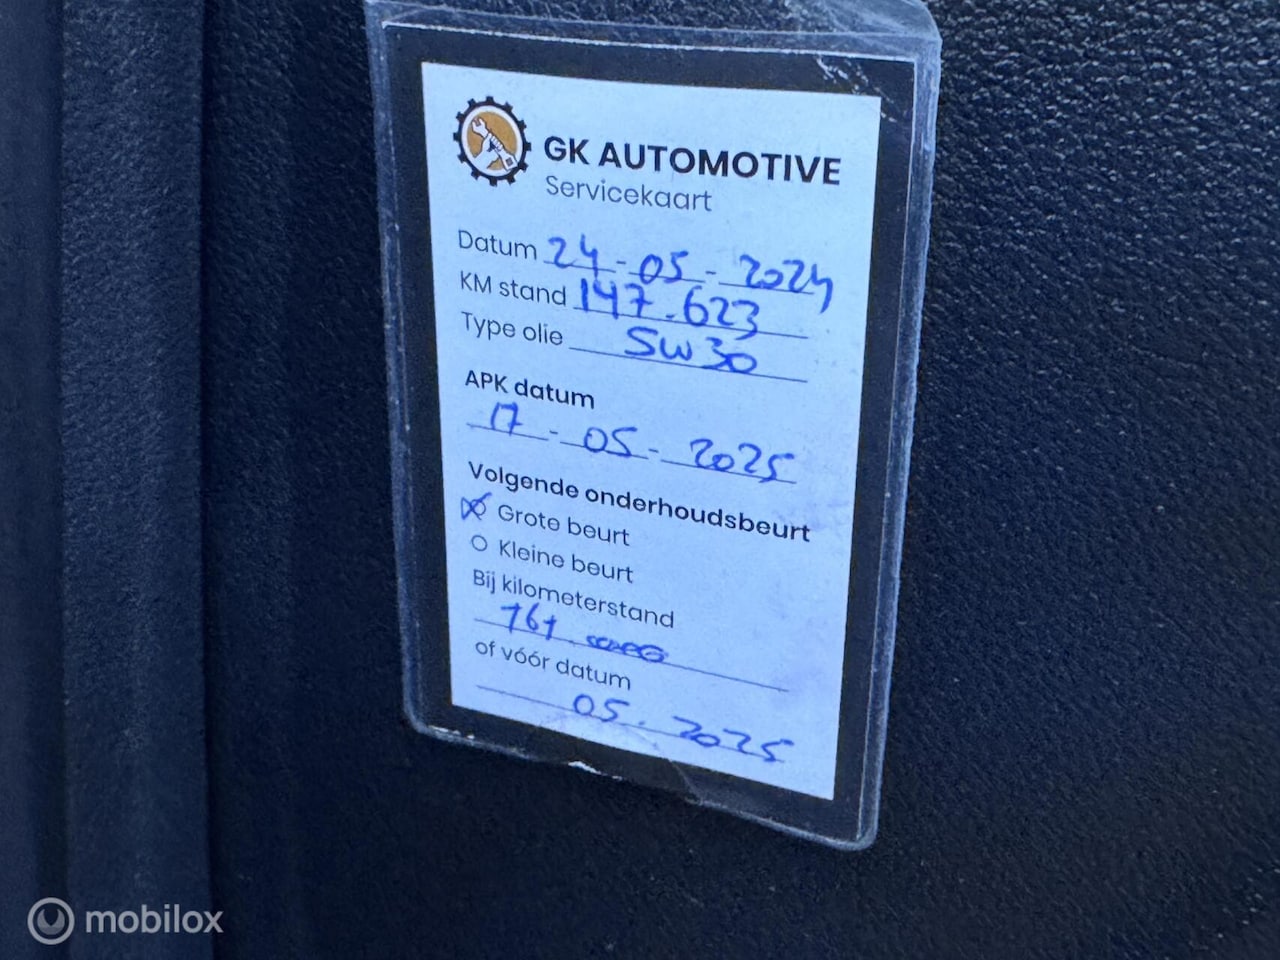 GK AUTOMOTIVE
Servicekaart
Datum 24-05-2024
KM stand 147.623
Type olie 5W30
APK datum
17-05-2025
Volgende onderhoudsbeurt
Grote beurt
Kleine beurt
Bij kilometerstand
of vóór datum
05.2025
mobilox